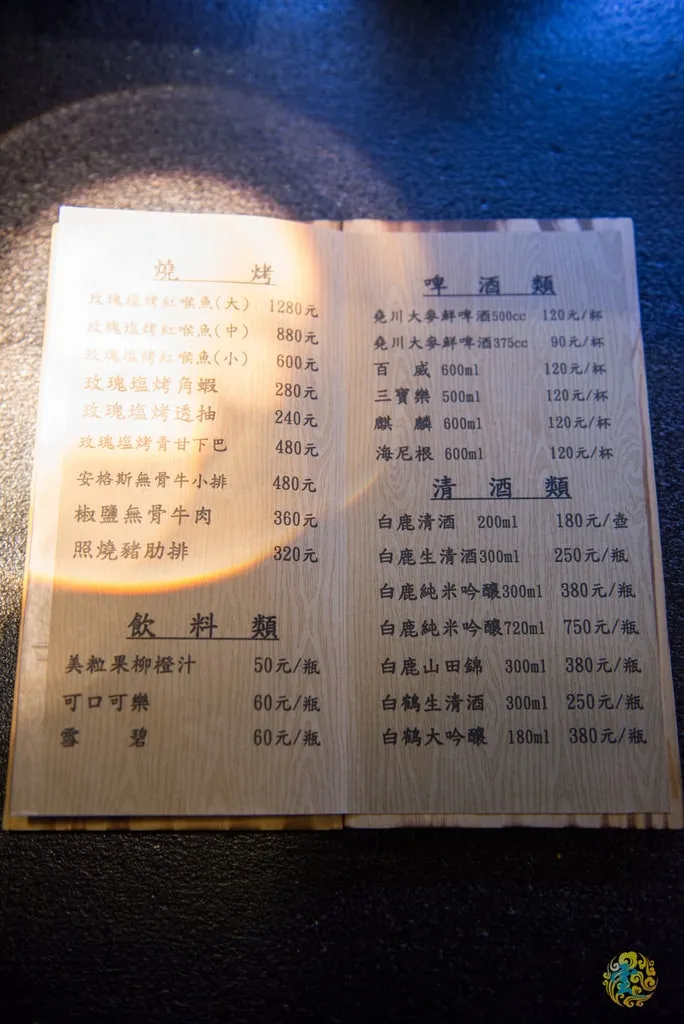 燒 烤
玫瑰塩烤紅喉魚(大) 1280元
玫瑰塩烤紅喉魚(中) 880元
玫瑰塩烤紅喉魚(小) 600元
玫瑰塩烤角蝦 280元
玫瑰塩烤透抽 240元
玫瑰塩烤青甘下巴 480元
安格斯無骨牛小排 480元
椒鹽無骨牛肉 360元
照燒豬肋排 320元
飲 料 類
美粒果柳橙汁 50元/瓶
可口可樂 60元/瓶
雪 碧 60元/瓶
啤 酒 類
堯川大麥鮮啤酒500cc 120元/杯
堯川大麥鮮啤酒375cc 90元/杯
百 威 600ml 120元/杯
三寶樂 500ml 120元/杯
麒 麟 600ml 120元/杯
海尼根 600ml 120元/杯
清 酒 類
白鹿清酒 200ml 180元/壺
白鹿生清酒300ml 250元/瓶
白鹿純米吟釀300ml 380元/瓶
白鹿純米吟釀720ml 750元/瓶
白鹿山田錦 300ml 380元/瓶
白鶴生清酒 300ml 250元/瓶
白鶴大吟釀 180ml 380元/瓶